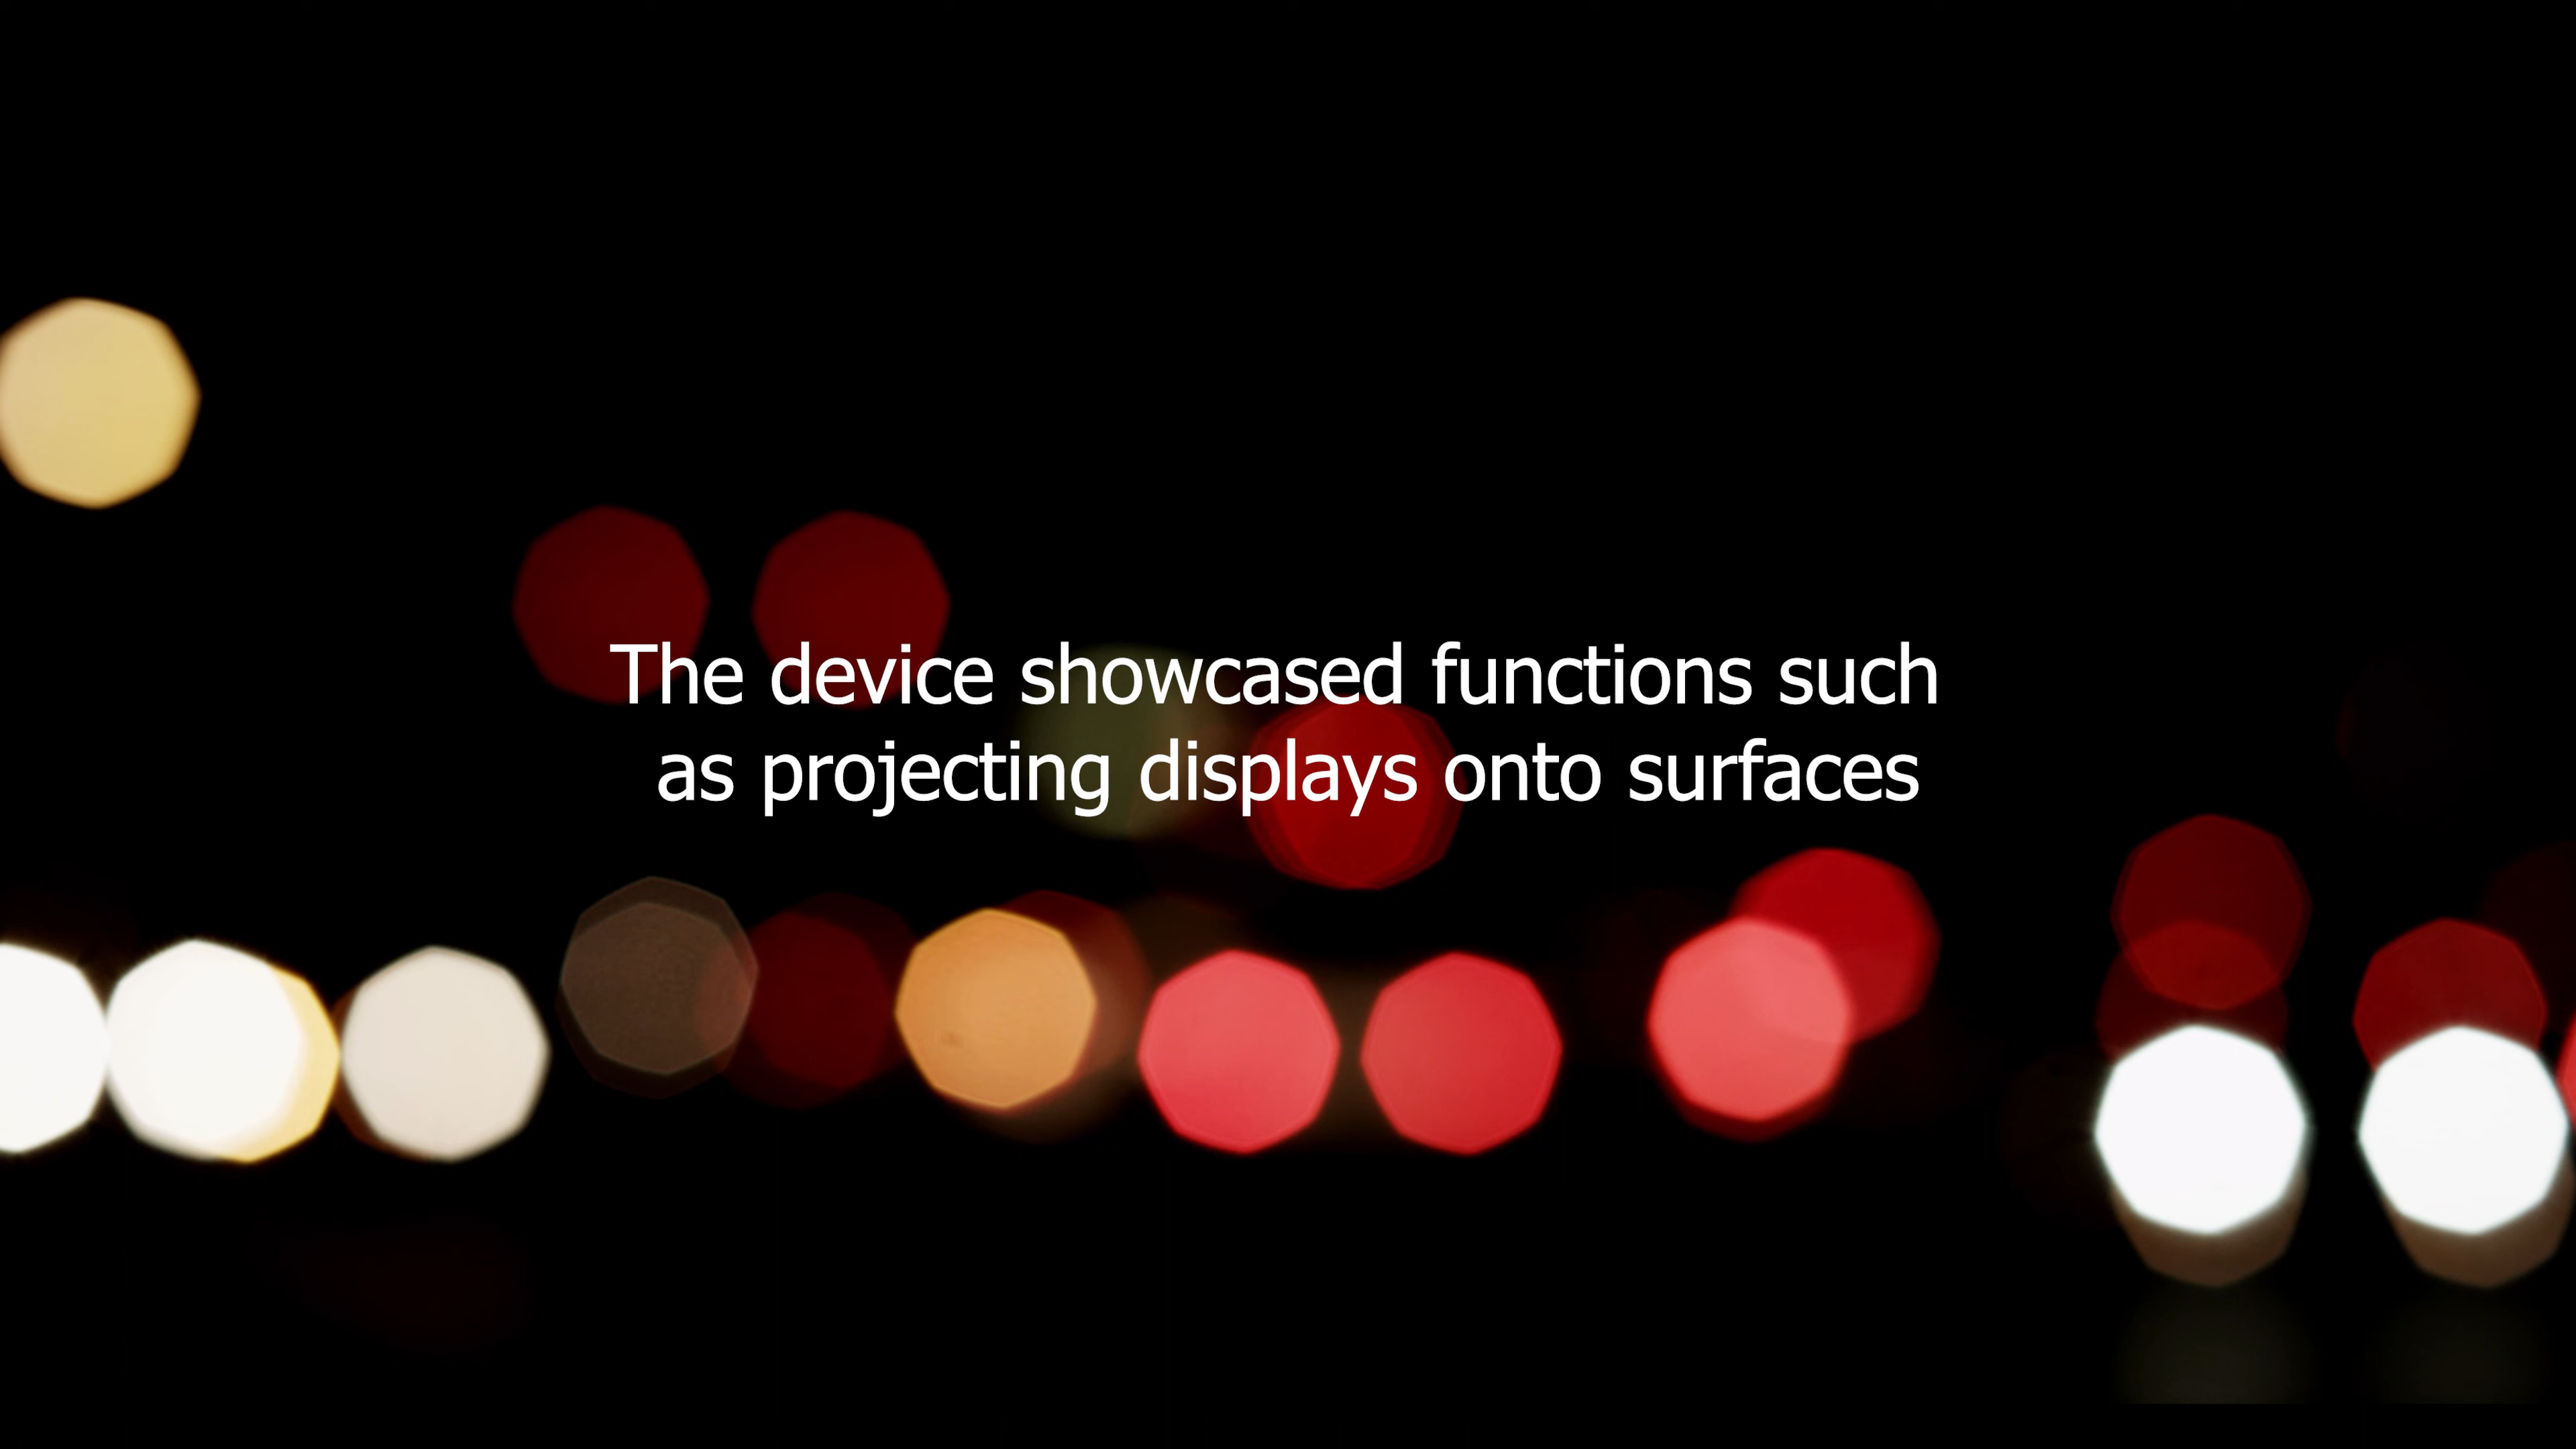 The device showcased functions such
as projecting displays onto surfaces